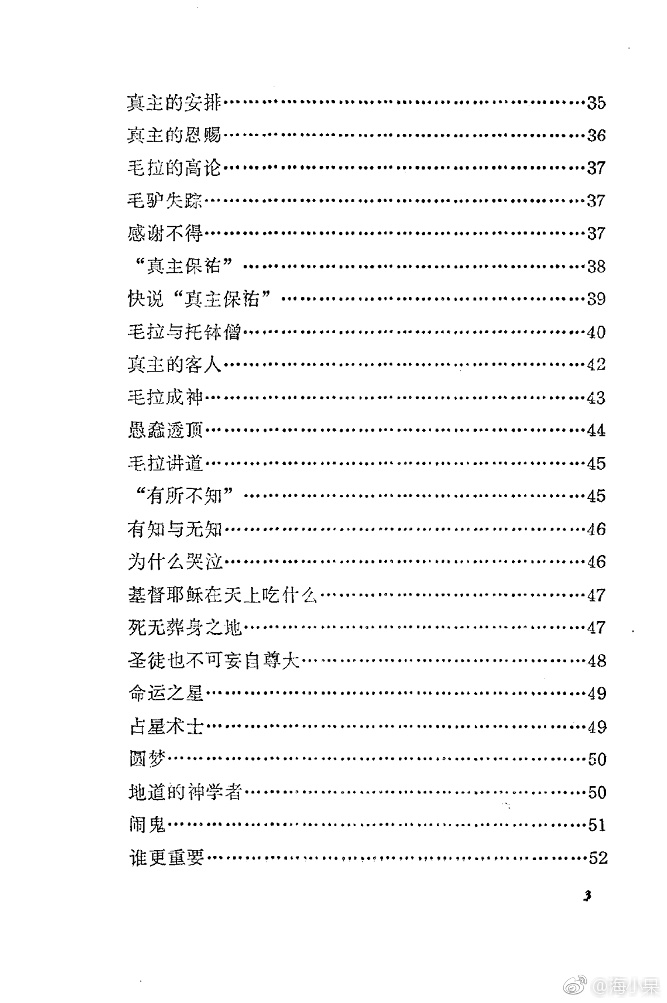 真主的安排…………………………………………35
真主的恩赐…………………………………………36
毛拉的高论…………………………………………37
毛驴失踪……………………………………………37
感谢不得……………………………………………37
“真主保祐”…………………………………………38
快说“真主保祐”……………………………………39
毛拉与托钵僧………………………………………40
真主的客人…………………………………………42
毛拉成神……………………………………………43
愚蠢透顶……………………………………………44
毛拉讲道……………………………………………45
“有所不知”…………………………………………45
有知与无知…………………………………………46
为什么哭泣…………………………………………46
基督耶稣在天上吃什么……………………………47
死无葬身之地………………………………………47
圣徒也不可妄自尊大………………………………48
命运之星……………………………………………49
占星术士……………………………………………49
圆梦…………………………………………………50
地道的神学者………………………………………50
闹鬼…………………………………………………51
谁更重要……………………………………………52
3
@海小杲